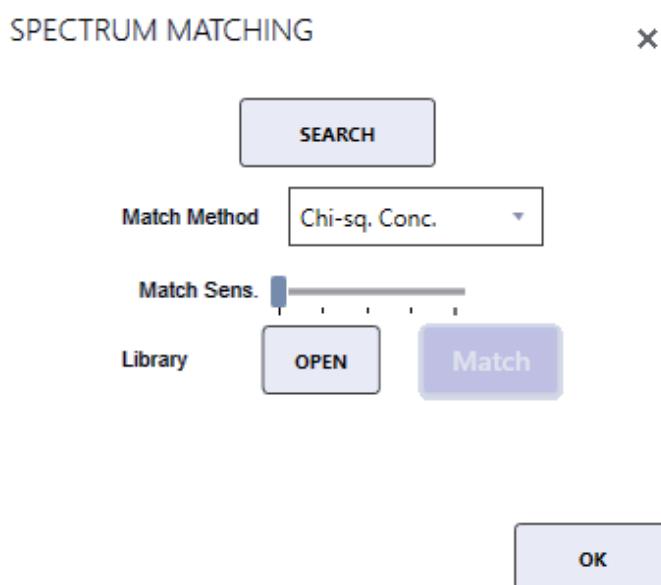 SPECTRUM MATCHING
SEARCH
Match Method Chi-sq. Conc.
Match Sens.
Library OPEN Match
OK